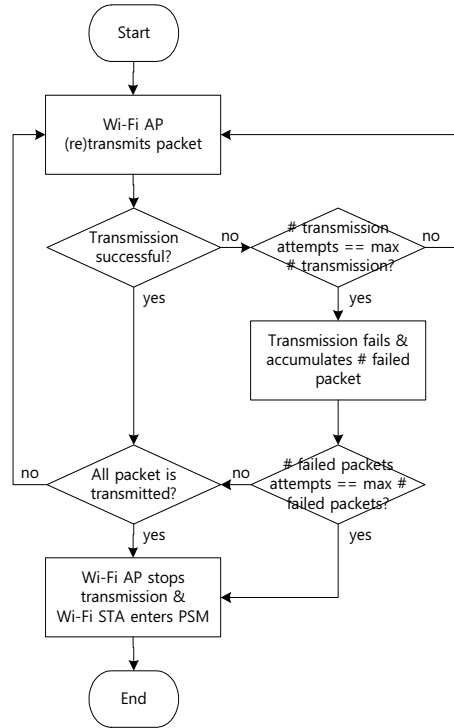 Start
Wi-Fi AP
(re)transmits packet
Transmission
successful?
no
# transmission
attempts == max
# transmission?
no
yes
yes
Transmission fails &
accumulates # failed
packet
no
All packet is
transmitted?
no
# failed packets
attempts == max #
failed packets?
yes
yes
Wi-Fi AP stops
transmission &
Wi-Fi STA enters PSM
End